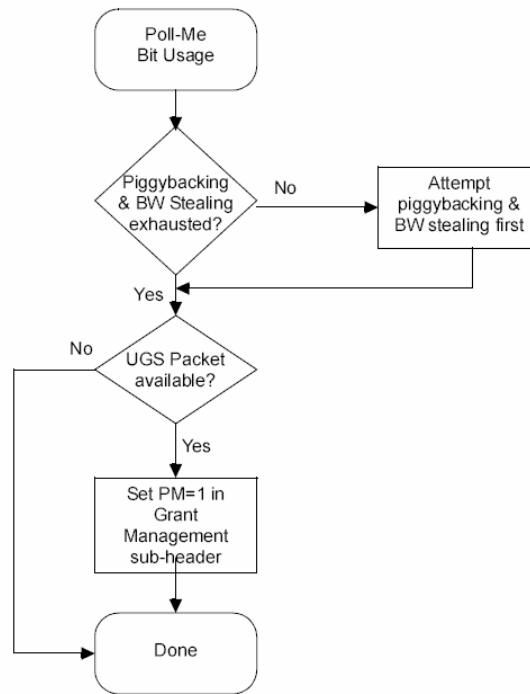 Poll-Me
Bit Usage
Piggybacking
& BW Stealing
exhausted?
No
Attempt
piggybacking &
BW stealing first
Yes
No
UGS Packet
available?
Yes
Set PM=1 in
Grant
Management
sub-header
Done